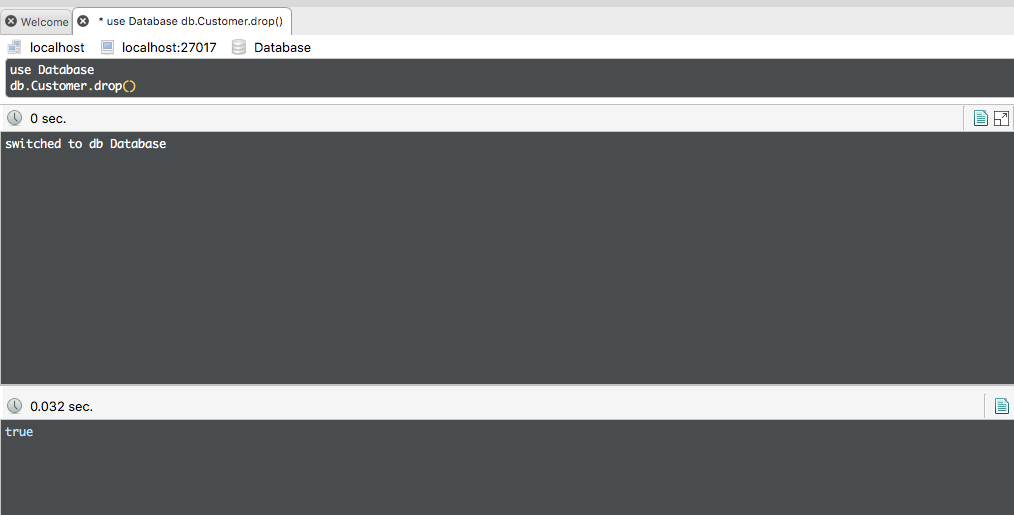 Welcome
* use Database db.Customer.drop()
localhost localhost:27017 Database
use Database
db.Customer.drop()
0 sec.
switched to db Database
0.032 sec.
true